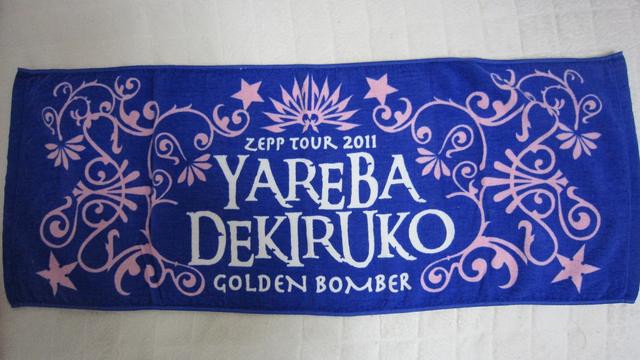 ZEPP TOUR 2011
YAREBA
DEKIRUKO
GOLDEN BOMBER